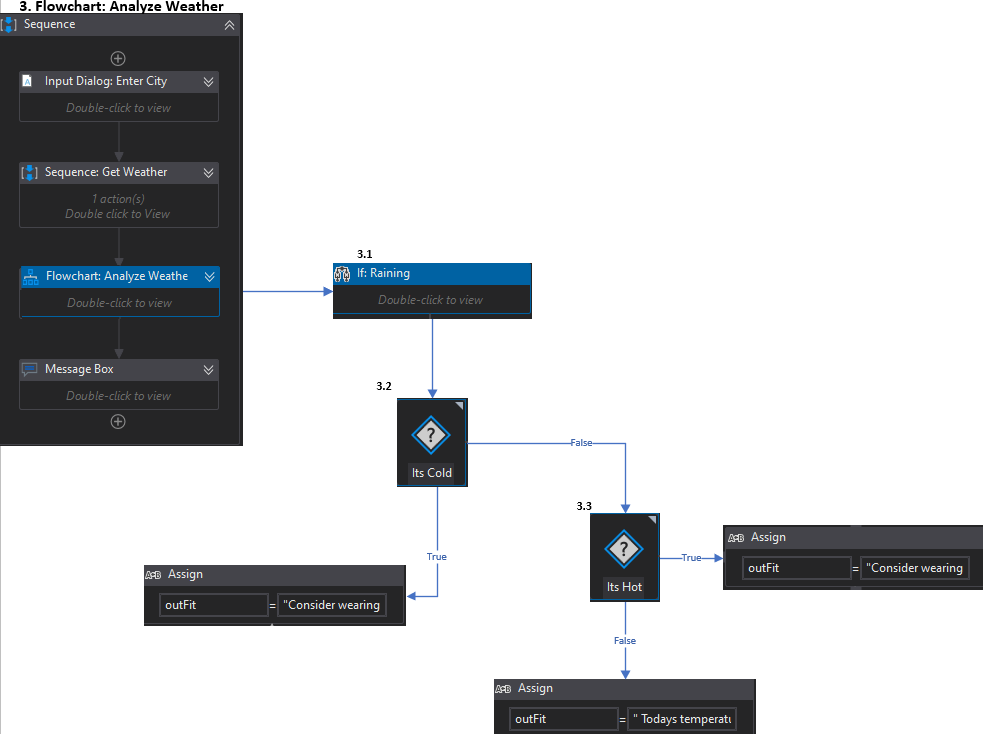 3. Flowchart: Analyze Weather
Sequence
Input Dialog: Enter City
Double-click to view
Sequence: Get Weather
1 action(s)
Double click to View
Flowchart: Analyze Weathe
Double-click to view
Message Box
Double-click to view
3.1
If: Raining
Double-click to view
3.2
?
Its Cold
False
True
3.3
?
Its Hot
True
False
A+B Assign
outFit = "Consider wearing
A+B Assign
outFit = "Consider wearing
A+B Assign
outFit = " Todays temperatu